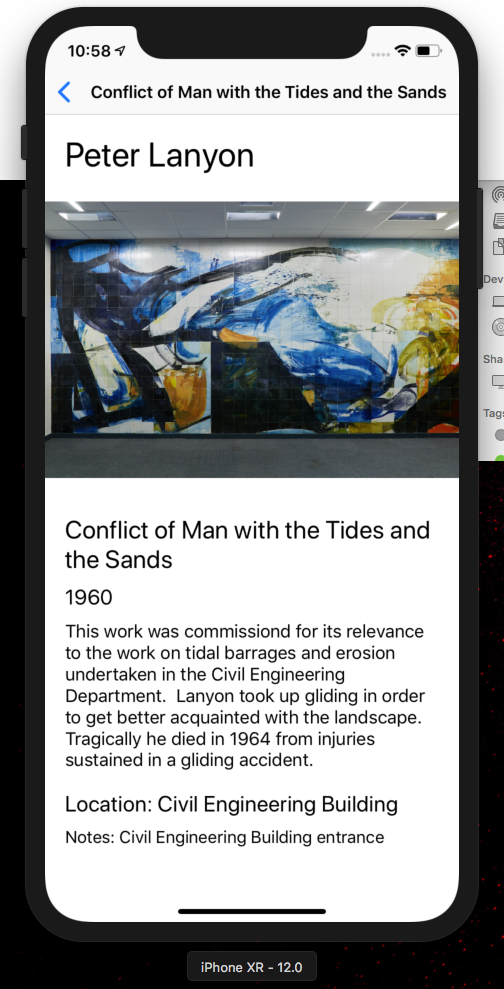 10:58
Conflict of Man with the Tides and the Sands
Peter Lanyon
Conflict of Man with the Tides and
the Sands
1960
This work was commissiond for its relevance
to the work on tidal barrages and erosion
undertaken in the Civil Engineering
Department.  Lanyon took up gliding in order
to get better acquainted with the landscape.
Tragically he died in 1964 from injuries
sustained in a gliding accident.
Location: Civil Engineering Building
Notes: Civil Engineering Building entrance
Dev
Sha
Tags
iPhone XR - 12.0